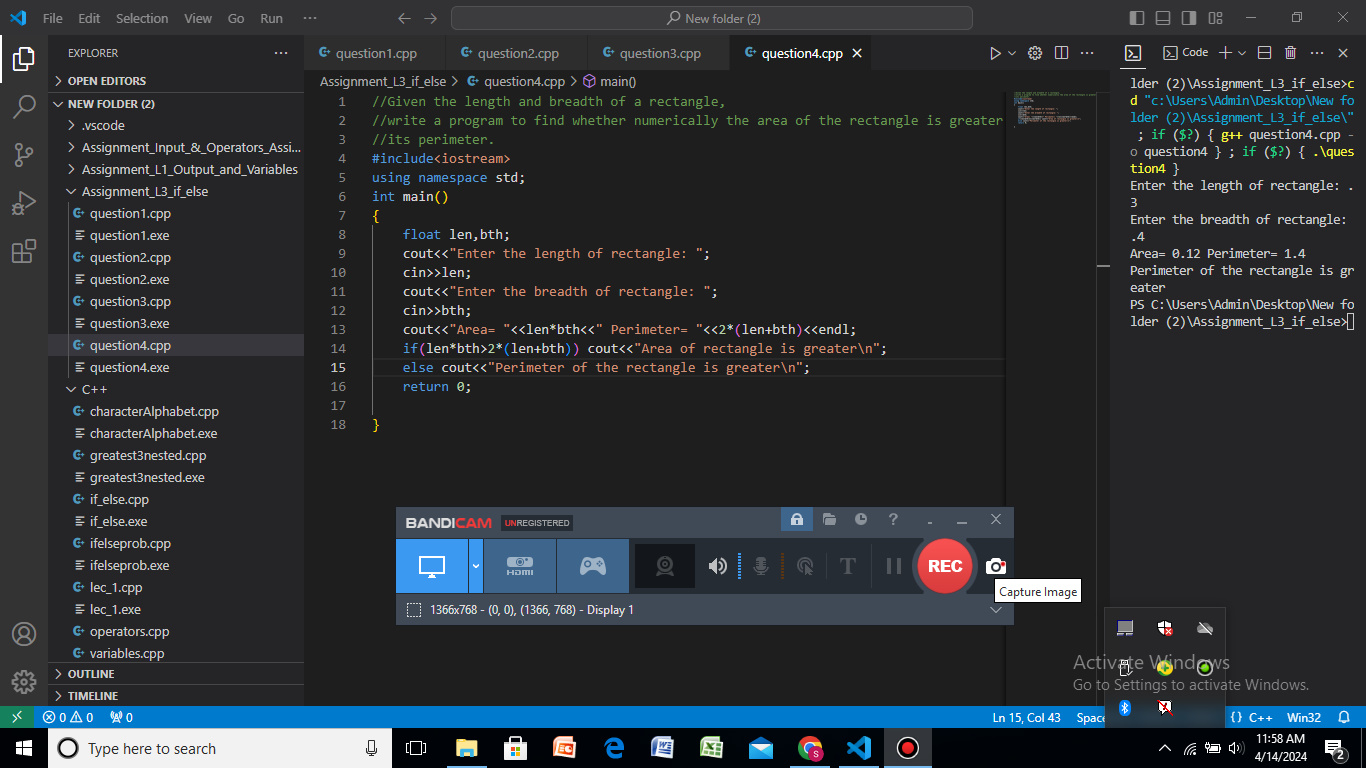 File Edit Selection View Go Run ··· New folder (2)
EXPLORER ···
OPEN EDITORS
NEW FOLDER (2)
.vscode
Assignment_Input_&_Operators_Assi...
Assignment_L1_Output_and_Variables
Assignment_L3_if_else
question1.cpp
question1.exe
question2.cpp
question2.exe
question3.cpp
question3.exe
question4.cpp
question4.exe
C++
characterAlphabet.cpp
characterAlphabet.exe
greatest3nested.cpp
greatest3nested.exe
if_else.cpp
if_else.exe
ifelseprob.cpp
ifelseprob.exe
lec_1.cpp
lec_1.exe
operators.cpp
variables.cpp
OUTLINE
TIMELINE
question1.cpp question2.cpp question3.cpp question4.cpp
Assignment_L3_if_else > question4.cpp > main()
1 //Given the length and breadth of a rectangle,
2 //write a program to find whether numerically the area of the rectangle is greater
3 //its perimeter.
4 #include<iostream>
5 using namespace std;
6 int main()
7 {
8 float len,bth;
9 cout<<"Enter the length of rectangle: ";
10 cin>>len;
11 cout<<"Enter the breadth of rectangle: ";
12 cin>>bth;
13 cout<<"Area= "<<len*bth<<" Perimeter= "<<2*(len+bth)<<endl;
14 if(len*bth>2*(len+bth)) cout<<"Area of rectangle is greater\n";
15 else cout<<"Perimeter of the rectangle is greater\n";
16 return 0;
17
18 }
Code
lder (2)\Assignment_L3_if_else>c
d "c:\Users\Admin\Desktop\New fo
lder (2)\Assignment_L3_if_else\"
; if ($?) { g++ question4.cpp -
o question4 } ; if ($?) { .\ques
tion4 }
Enter the length of rectangle: .
3
Enter the breadth of rectangle:
.4
Area= 0.12 Perimeter= 1.4
Perimeter of the rectangle is gr
eater
PS C:\Users\Admin\Desktop\New fo
lder (2)\Assignment_L3_if_else>
BANDICAM UNREGISTERED
HDMI T REC
Capture Image
1366x768 - (0, 0), (1366, 768) - Display 1
Activate Windows
Go to Settings to activate Windows.
0 0 0 Ln 15, Col 43 Space {} C++ Win32
Type here to search
11:58 AM
4/14/2024
2